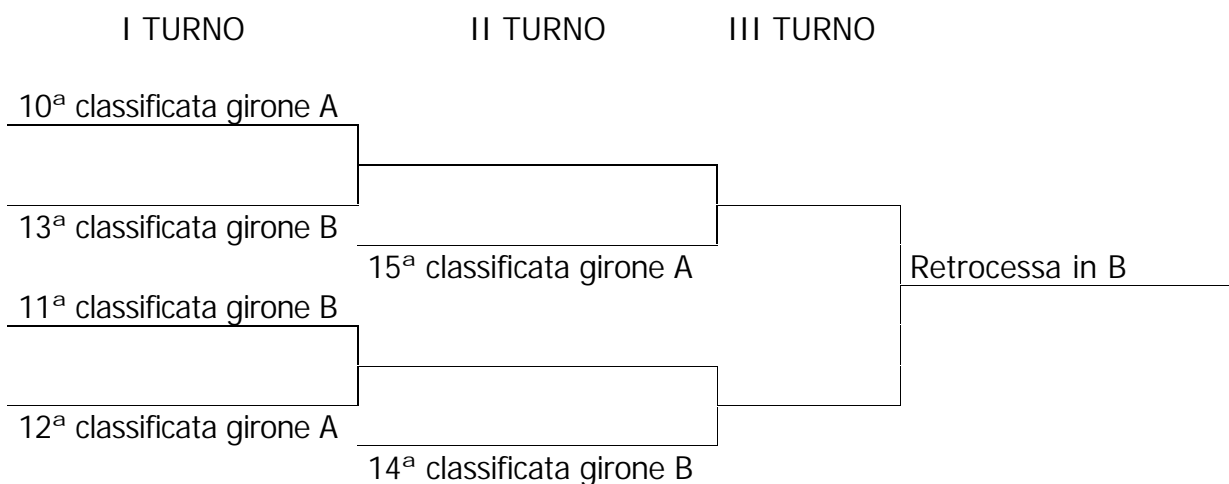 I TURNO II TURNO III TURNO
10ª classificata girone A
13ª classificata girone B
15ª classificata girone A
Retrocessa in B
11ª classificata girone B
12ª classificata girone A
14ª classificata girone B